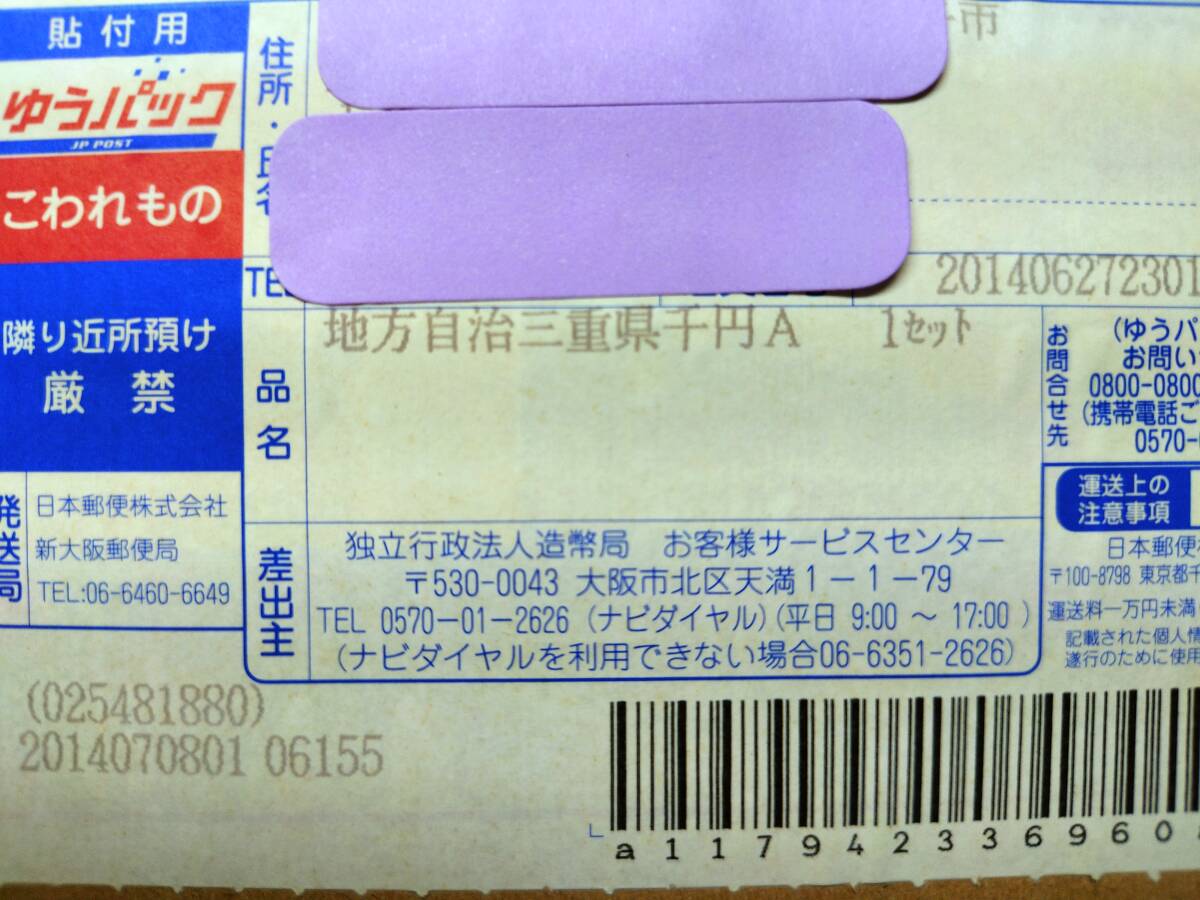 貼付用
ゆうパック
JP POST
こわれもの
隣り近所預け
厳禁
発送局
日本郵便株式会社
新大阪郵便局
TEL:06-6460-6649
住所・氏名
市
TEL
201406272301
品名
地方自治三重県千円A 1セット
お問合せ先
(ゆうパ
お問い
0800-0800
(携帯電話ご
0570-
運送上の
注意事項
日本郵便
〒100-8798 東京都千
運送料一万円未満
記載された個人情
遂行のために使用
差出主
独立行政法人造幣局 お客様サービスセンター
〒530-0043 大阪市北区天満1-1-79
TEL 0570-01-2626 (ナビダイヤル)(平日 9:00 ~ 17:00 )
(ナビダイヤルを利用できない場合06-6351-2626)
(025481880)
2014070801 06155
a117942336960